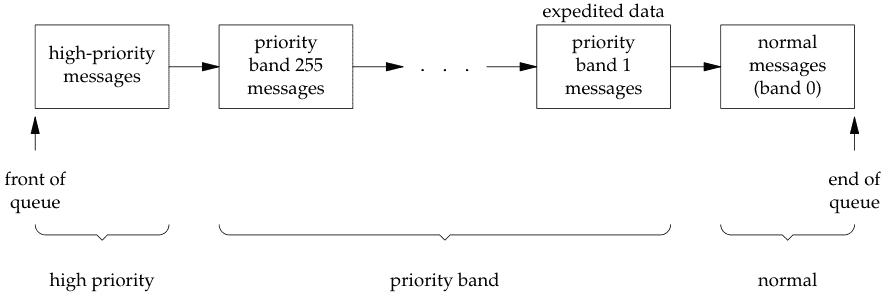 expedited data
high-priority
messages
priority
band 255
messages
. . .
priority
band 1
messages
normal
messages
(band 0)
front of
queue
end of
queue
high priority
priority band
normal